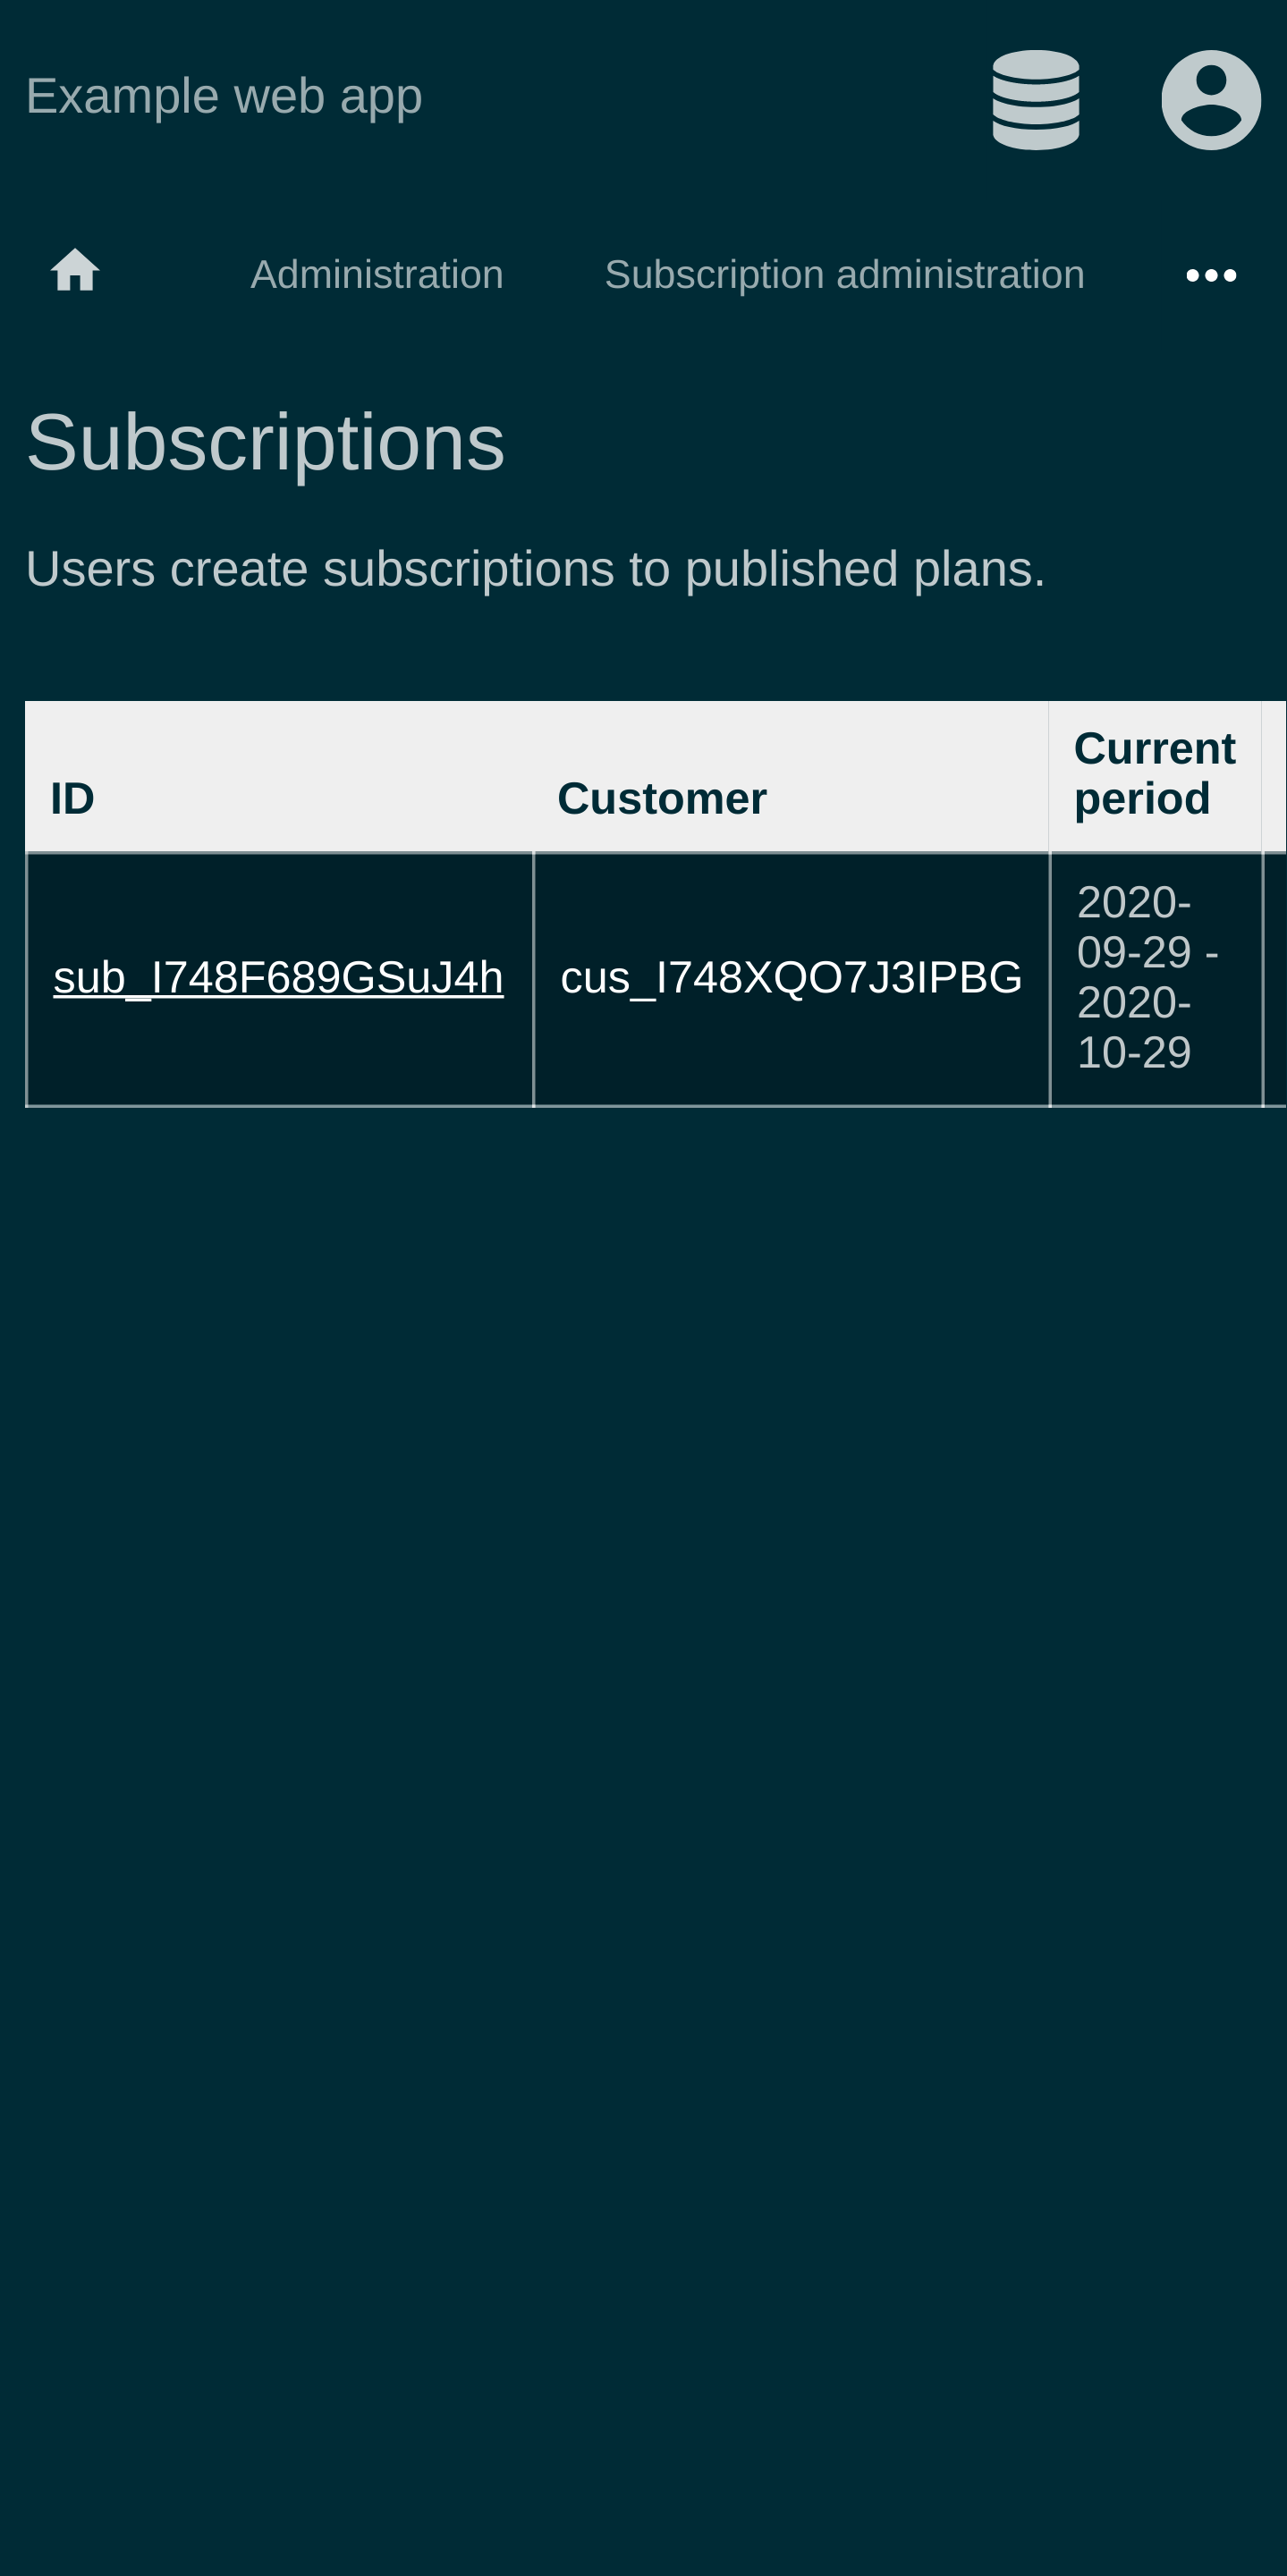 Example web app
Administration
Subscription administration
Subscriptions
Users create subscriptions to published plans.
ID
Customer
Current
period
sub_I748F689GSuJ4h
cus_I748XQO7J3IPBG
2020-
09-29 -
2020-
10-29